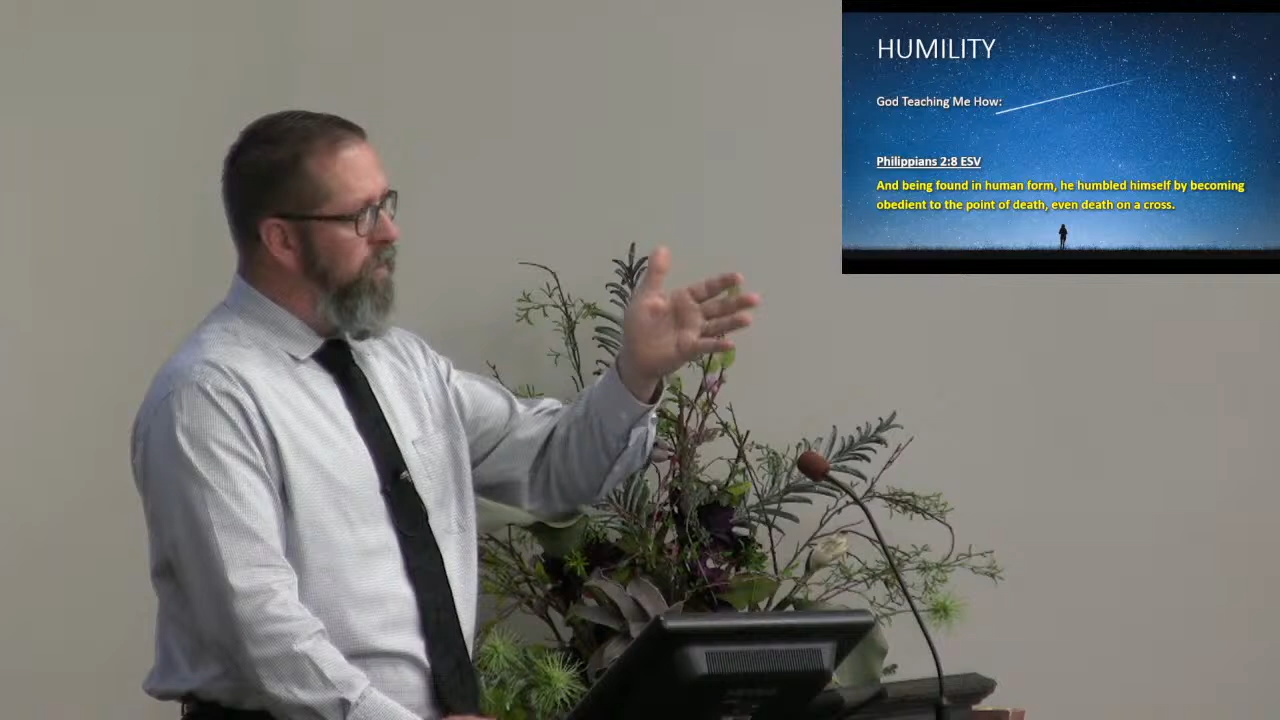 HUMILITY
God Teaching Me How:
Philippians 2:8 ESV
And being found in human form, he humbled himself by becoming
obedient to the point of death, even death on a cross.